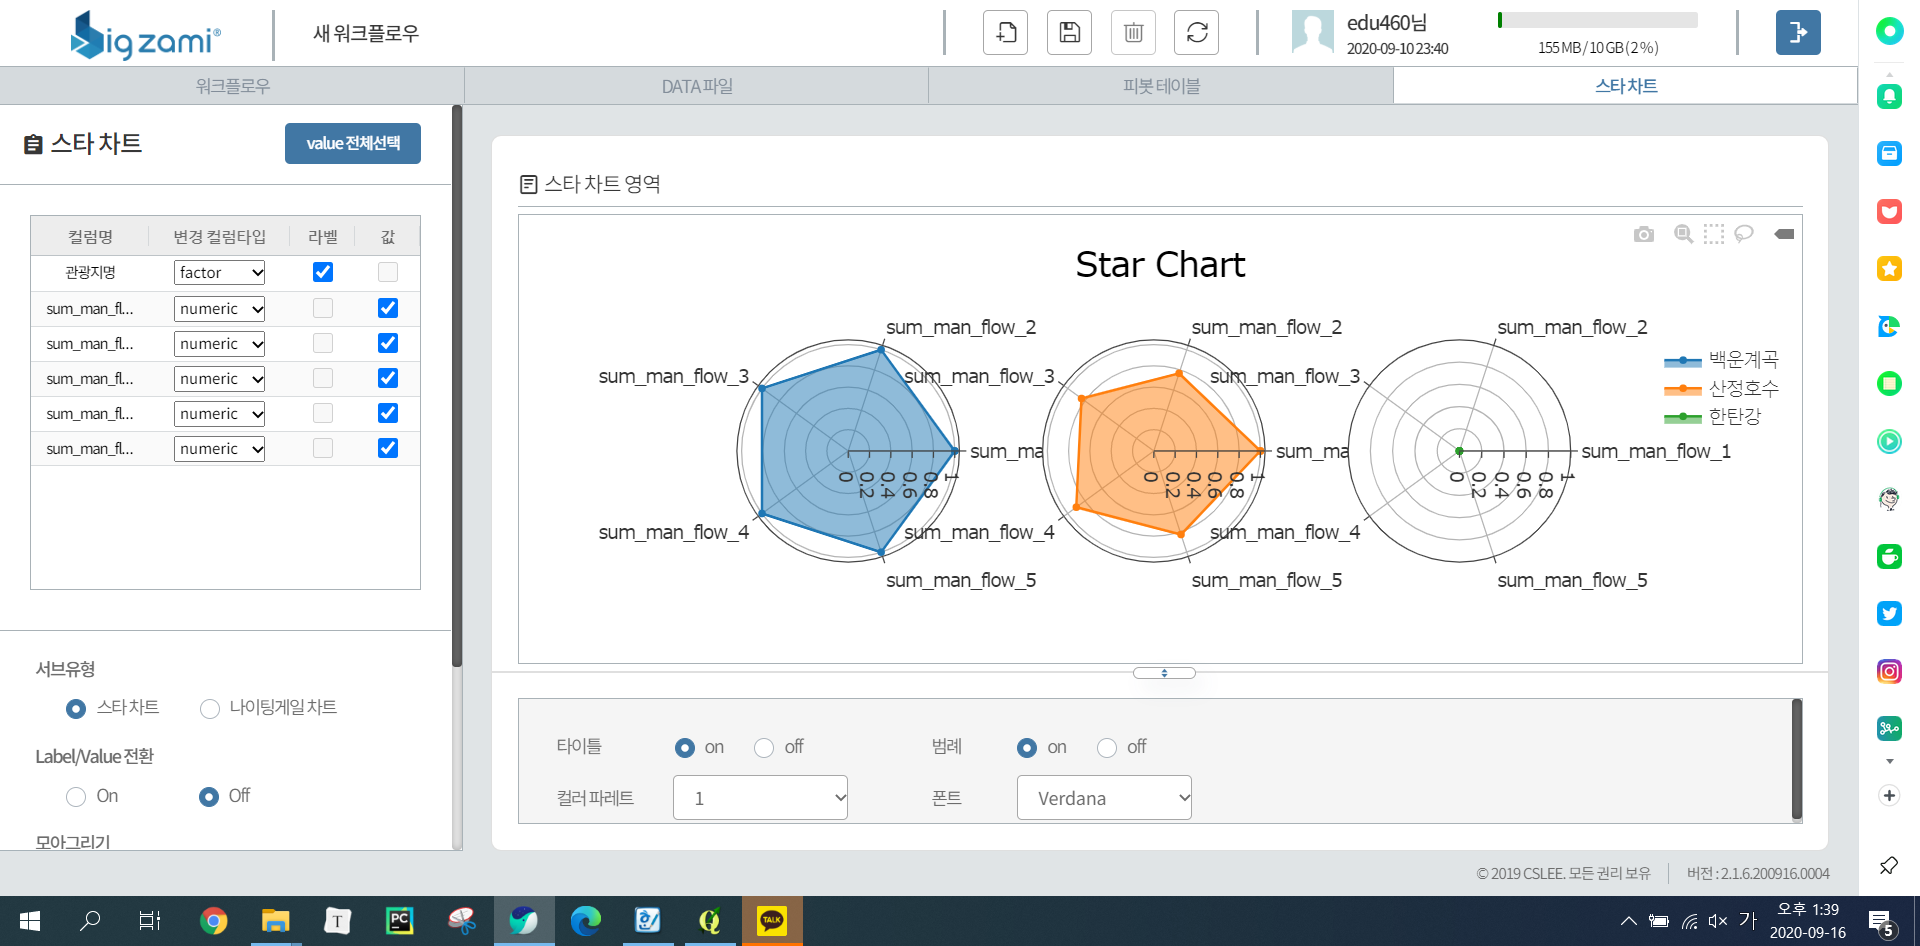 Bigzami®
새 워크플로우
edu460님
2020-09-10 23:40
155 MB / 10 GB ( 2 % )
워크플로우
DATA 파일
피봇 테이블
스타 차트
스타 차트
value 전체선택
컬럼명 변경 컬럼타입 라벨 값
관광지명 factor
sum_man_fl... numeric
sum_man_fl... numeric
sum_man_fl... numeric
sum_man_fl... numeric
sum_man_fl... numeric
서브유형
스타 차트 나이팅게일 차트
Label/Value 전환
On Off
모아그리기
스타 차트 영역
Star Chart
sum_man_flow_2
sum_man_flow_3
sum_ma
sum_man_flow_4
sum_man_flow_5
0 0.2 0.4 0.6 0.8 1
sum_man_flow_2
sum_man_flow_3
sum_ma
sum_man_flow_4
sum_man_flow_5
0 0.2 0.4 0.6 0.8 1
sum_man_flow_2
sum_man_flow_3
sum_man_flow_1
sum_man_flow_4
sum_man_flow_5
0 0.2 0.4 0.6 0.8 1
백운계곡
산정호수
한탄강
타이틀 on off 범례 on off
컬러 파레트 1 폰트 Verdana
© 2019 CSLEE. 모든 권리 보유 버전 : 2.1.6.200916.0004
T
PC
TALK
가
오후 1:39
2020-09-16
5